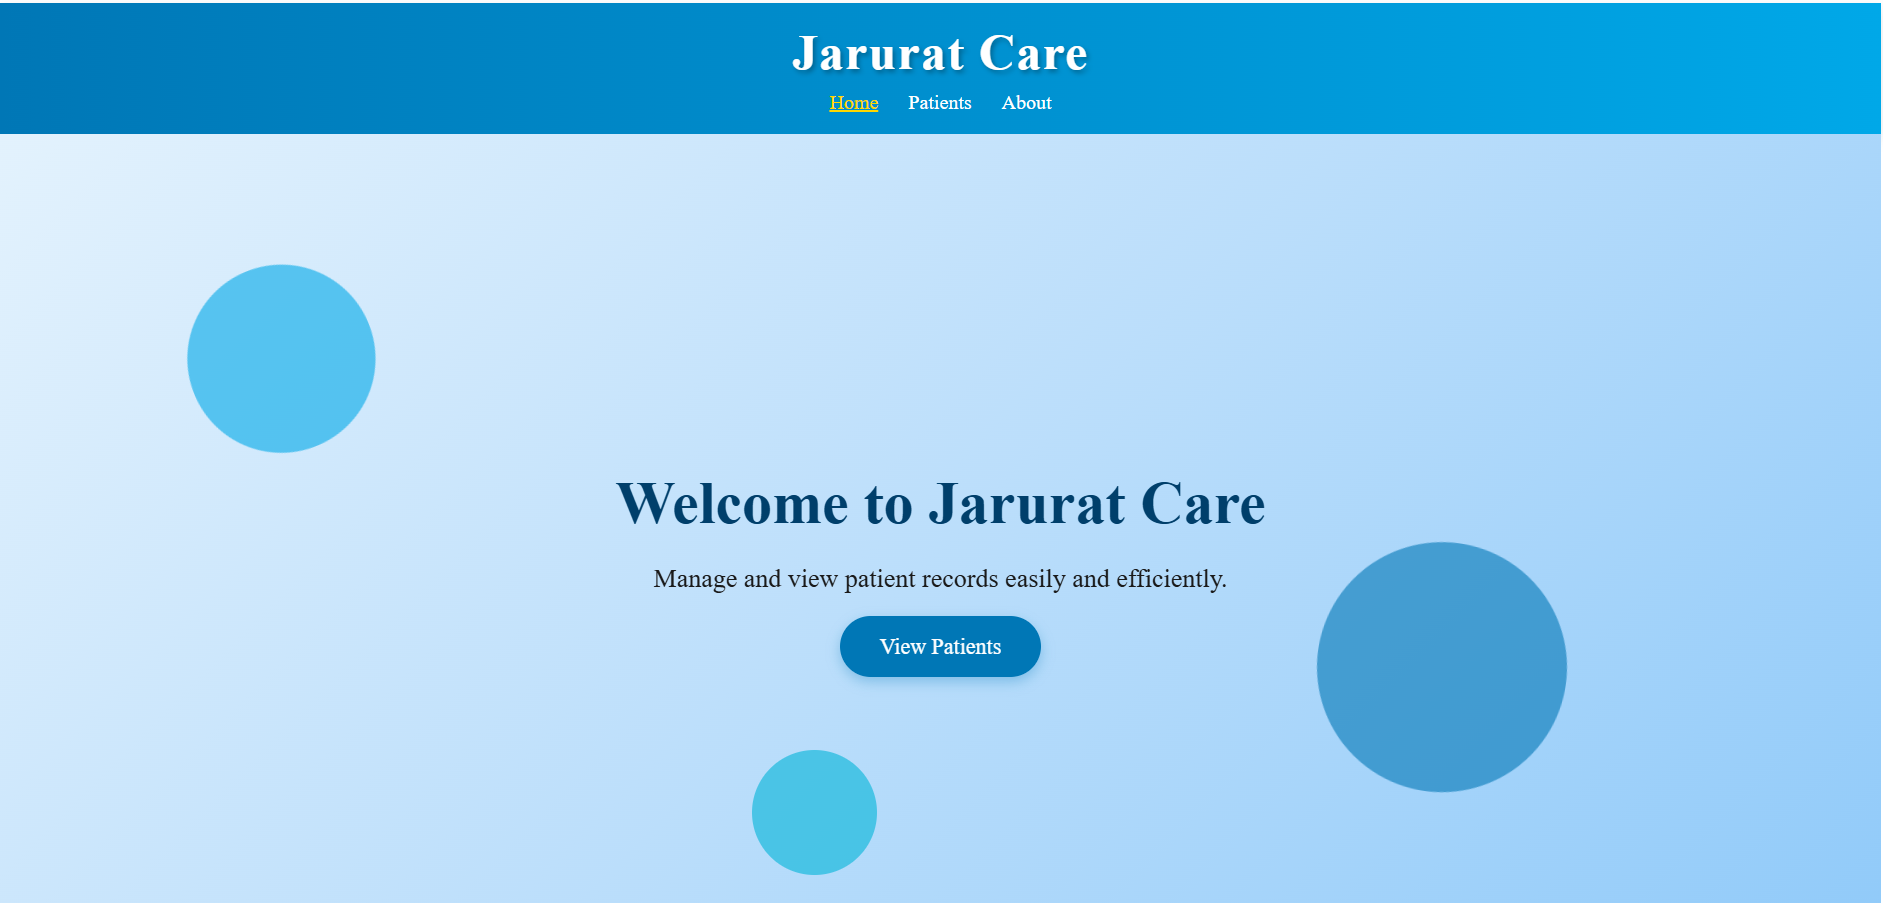 Jarurat Care
Home Patients About
Welcome to Jarurat Care
Manage and view patient records easily and efficiently.
View Patients